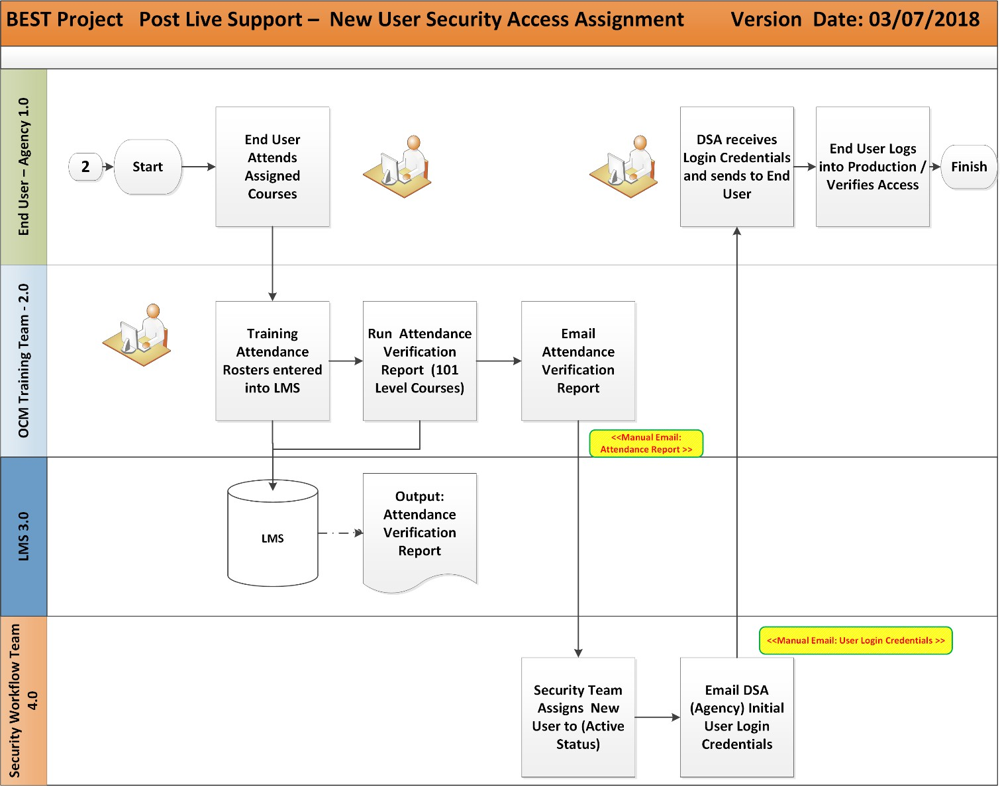 BEST Project Post Live Support – New User Security Access Assignment Version Date: 03/07/2018
End User – Agency 1.0
2
Start
End User
Attends
Assigned
Courses
DSA receives
Login Credentials
and sends to End
User
End User Logs
into Production /
Verifies Access
Finish
OCM Training Team - 2.0
Training
Attendance
Rosters entered
into LMS
Run Attendance
Verification
Report (101
Level Courses)
Email
Attendance
Verification
Report
<<Manual Email:
Attendance Report >>
LMS 3.0
LMS
Output:
Attendance
Verification
Report
Security Workflow Team
4.0
<<Manual Email: User Login Credentials >>
Security Team
Assigns New
User to (Active
Status)
Email DSA
(Agency) Initial
User Login
Credentials